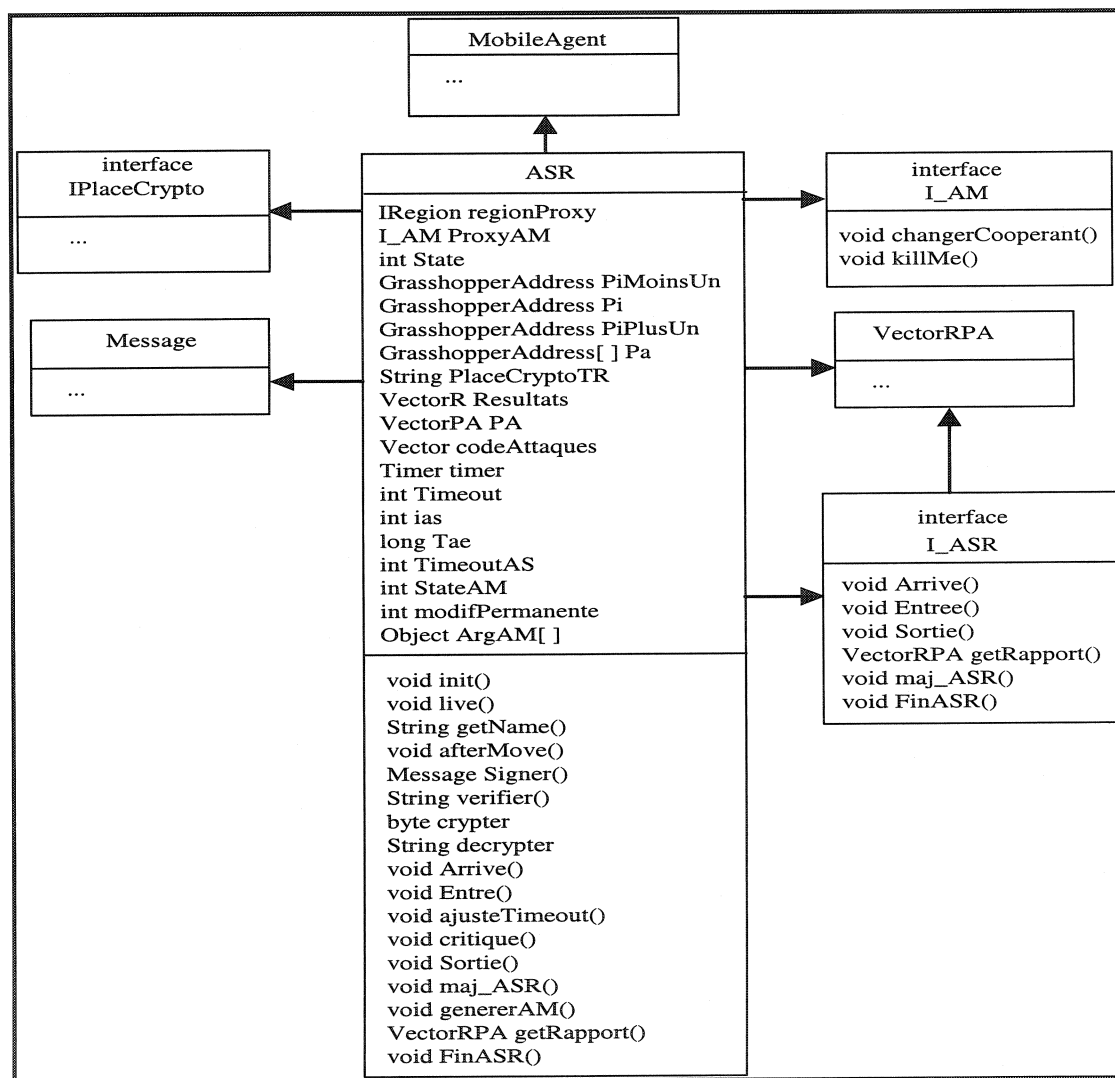 MobileAgent
...
interface
IPlaceCrypto
...
Message
...
ASR
IRegion regionProxy
I_AM ProxyAM
int State
GrasshopperAddress PiMoinsUn
GrasshopperAddress Pi
GrasshopperAddress PiPlusUn
GrasshopperAddress[ ] Pa
String PlaceCryptoTR
VectorR Resultats
VectorPA PA
Vector codeAttaques
Timer timer
int Timeout
int ias
long Tae
int TimeoutAS
int StateAM
int modifPermanente
Object ArgAM[ ]
void init()
void live()
String getName()
void afterMove()
Message Signer()
String verifier()
byte crypter
String decrypter
void Arrive()
void Entre()
void ajusteTimeout()
void critique()
void Sortie()
void maj_ASR()
void genererAM()
VectorRPA getRapport()
void FinASR()
interface
I_AM
void changerCooperant()
void killMe()
VectorRPA
...
interface
I_ASR
void Arrive()
void Entree()
void Sortie()
VectorRPA getRapport()
void maj_ASR()
void FinASR()